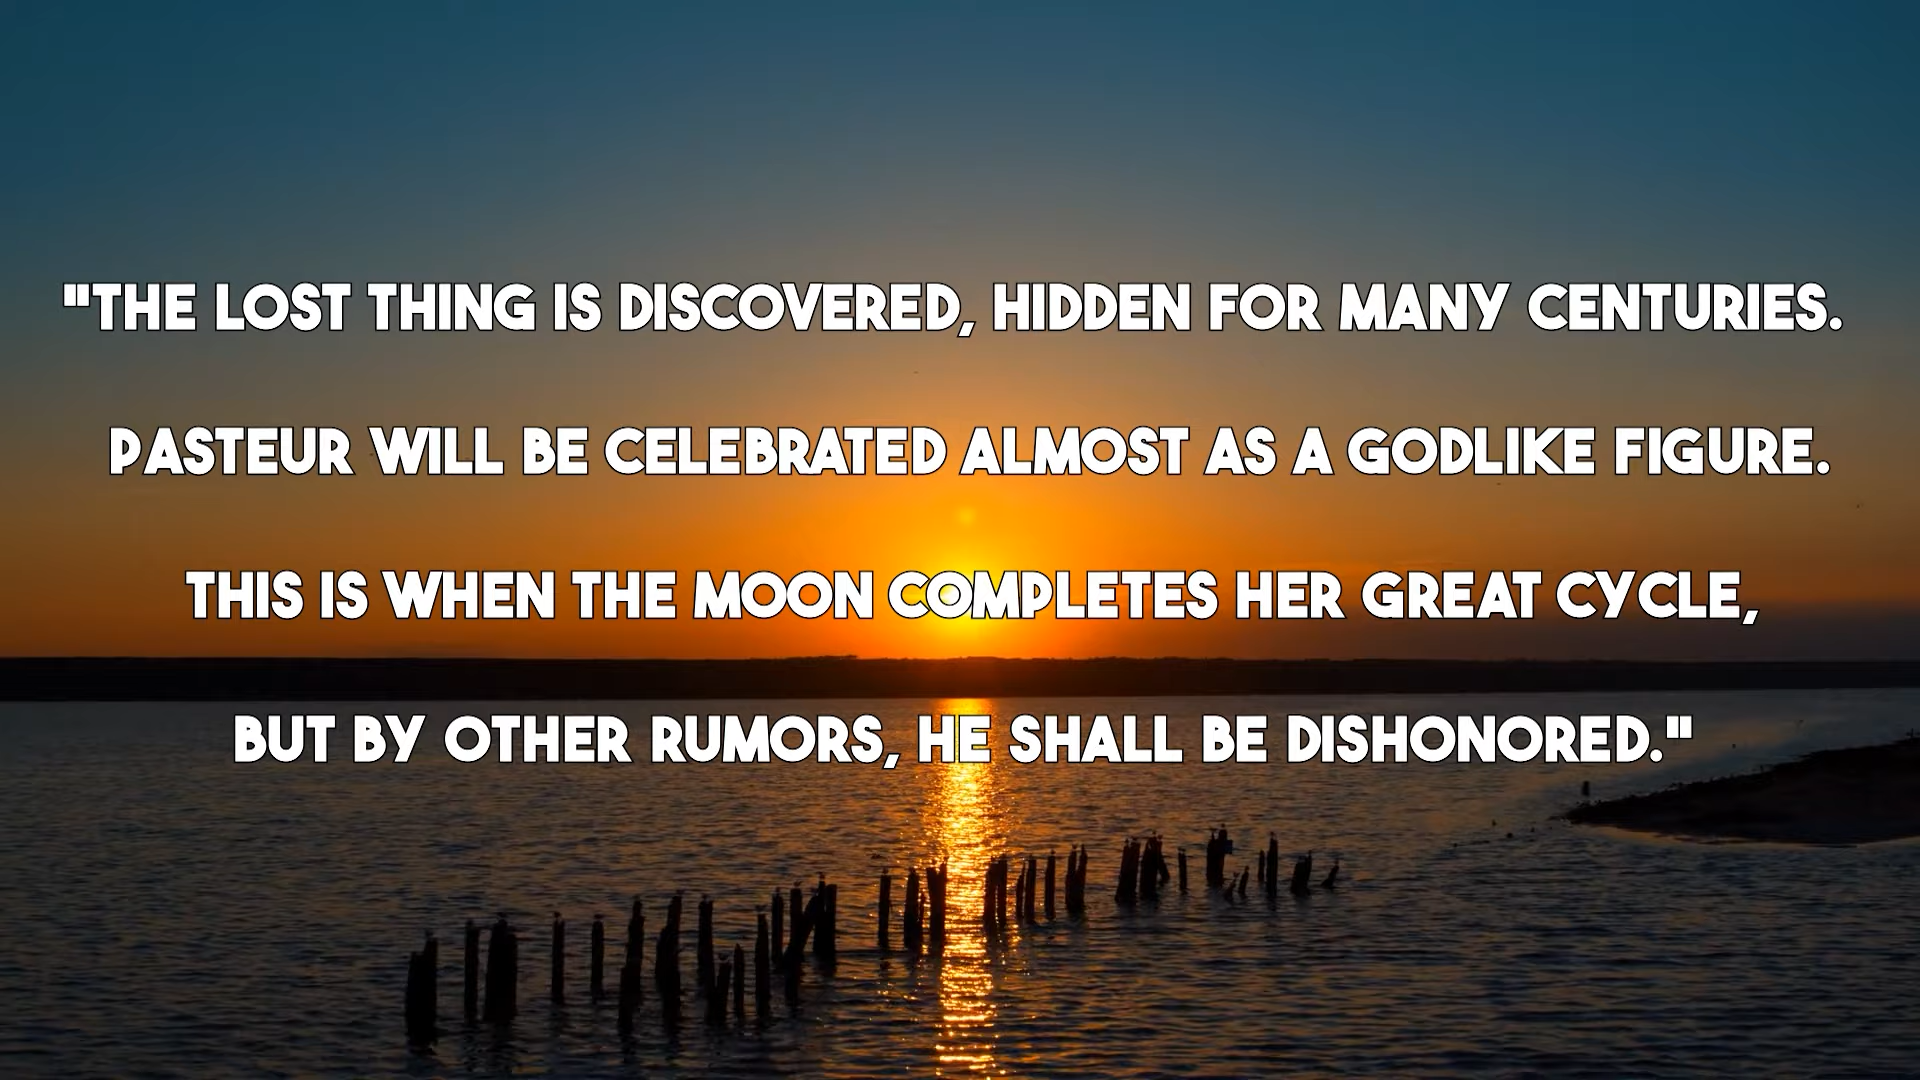 "THE LOST THING IS DISCOVERED, HIDDEN FOR MANY CENTURIES.
PASTEUR WILL BE CELEBRATED ALMOST AS A GODLIKE FIGURE.
THIS IS WHEN THE MOON COMPLETES HER GREAT CYCLE,
BUT BY OTHER RUMORS, HE SHALL BE DISHONORED."